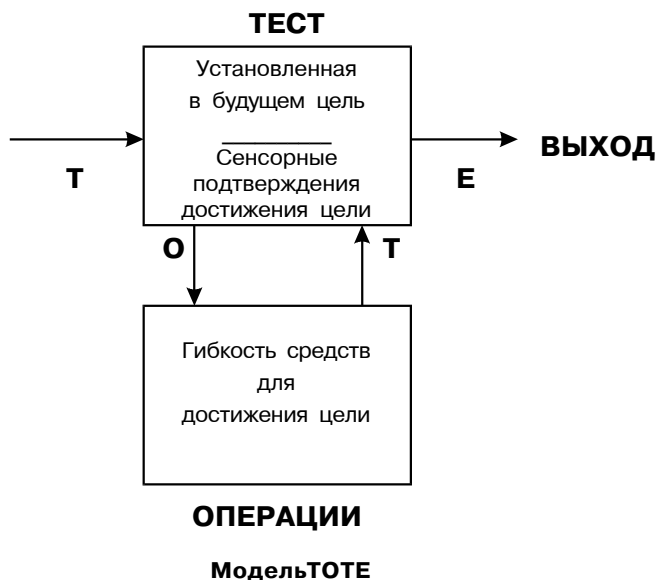 ТЕСТ
Установленная
в будущем цель
Сенсорные
подтверждения
достижения цели
Т
Е
ВЫХОД
О
Т
Гибкость средств
для
достижения цели
ОПЕРАЦИИ
МодельТОТЕ